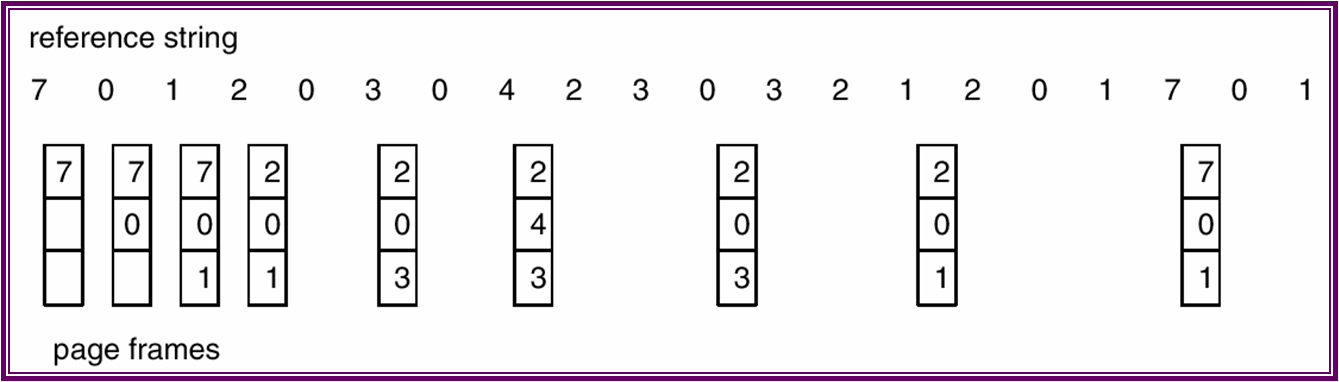 reference string
7 0 1 2 0 3 0 4 2 3 0 3 2 1 2 0 1 7 0 1
7 7 7 2 2 2 2 2 7
0 0 0 0 4 0 0 0
1 1 3 3 3 1 1
page frames